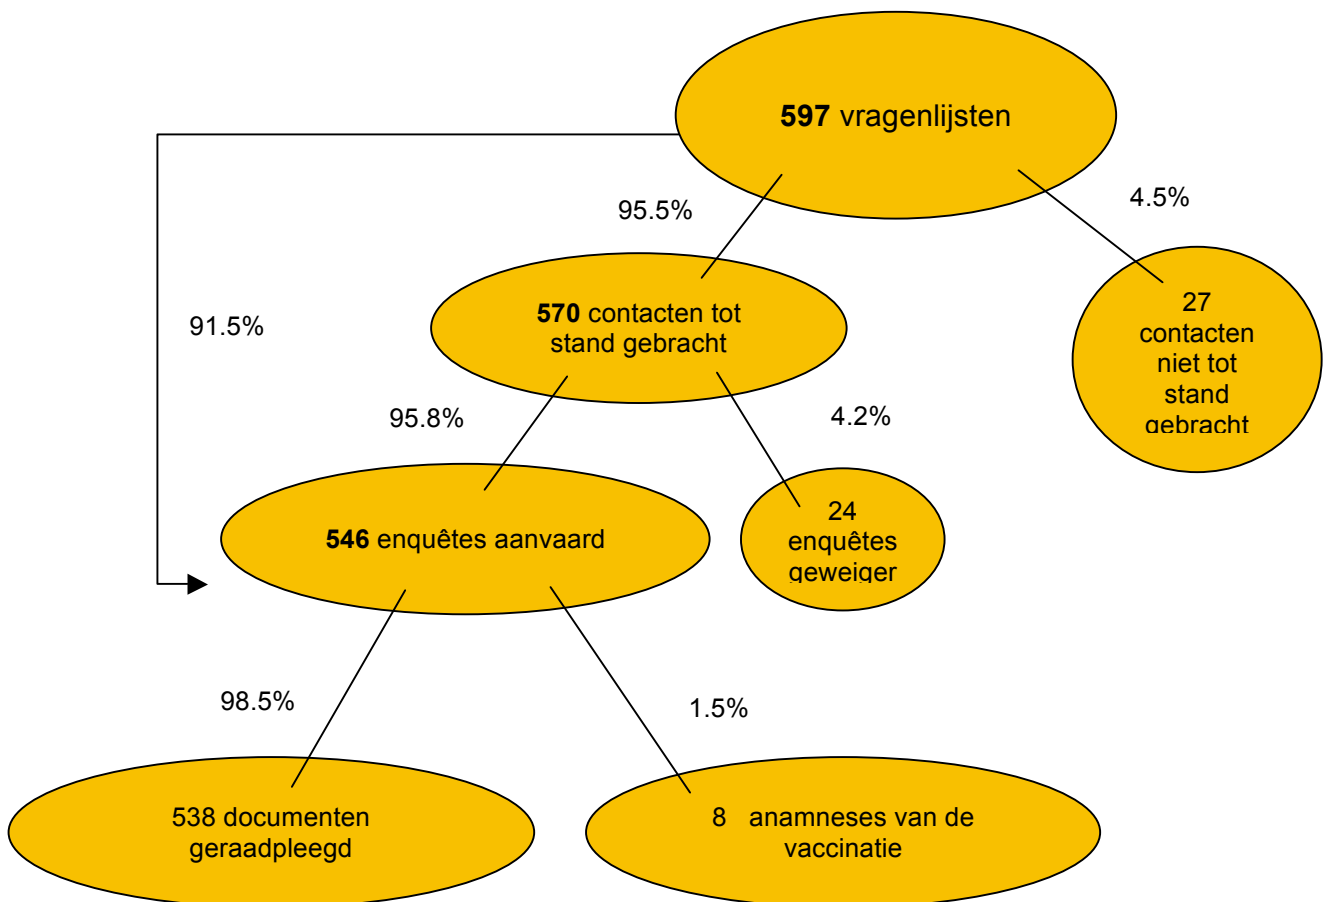 597 vragenlijsten
95.5%
4.5%
570 contacten tot
stand gebracht
27
contacten
niet tot
stand
gebracht
91.5%
95.8%
4.2%
546 enquêtes aanvaard
24
enquêtes
geweiger
98.5%
1.5%
538 documenten
geraadpleegd
8 anamneses van de
vaccinatie